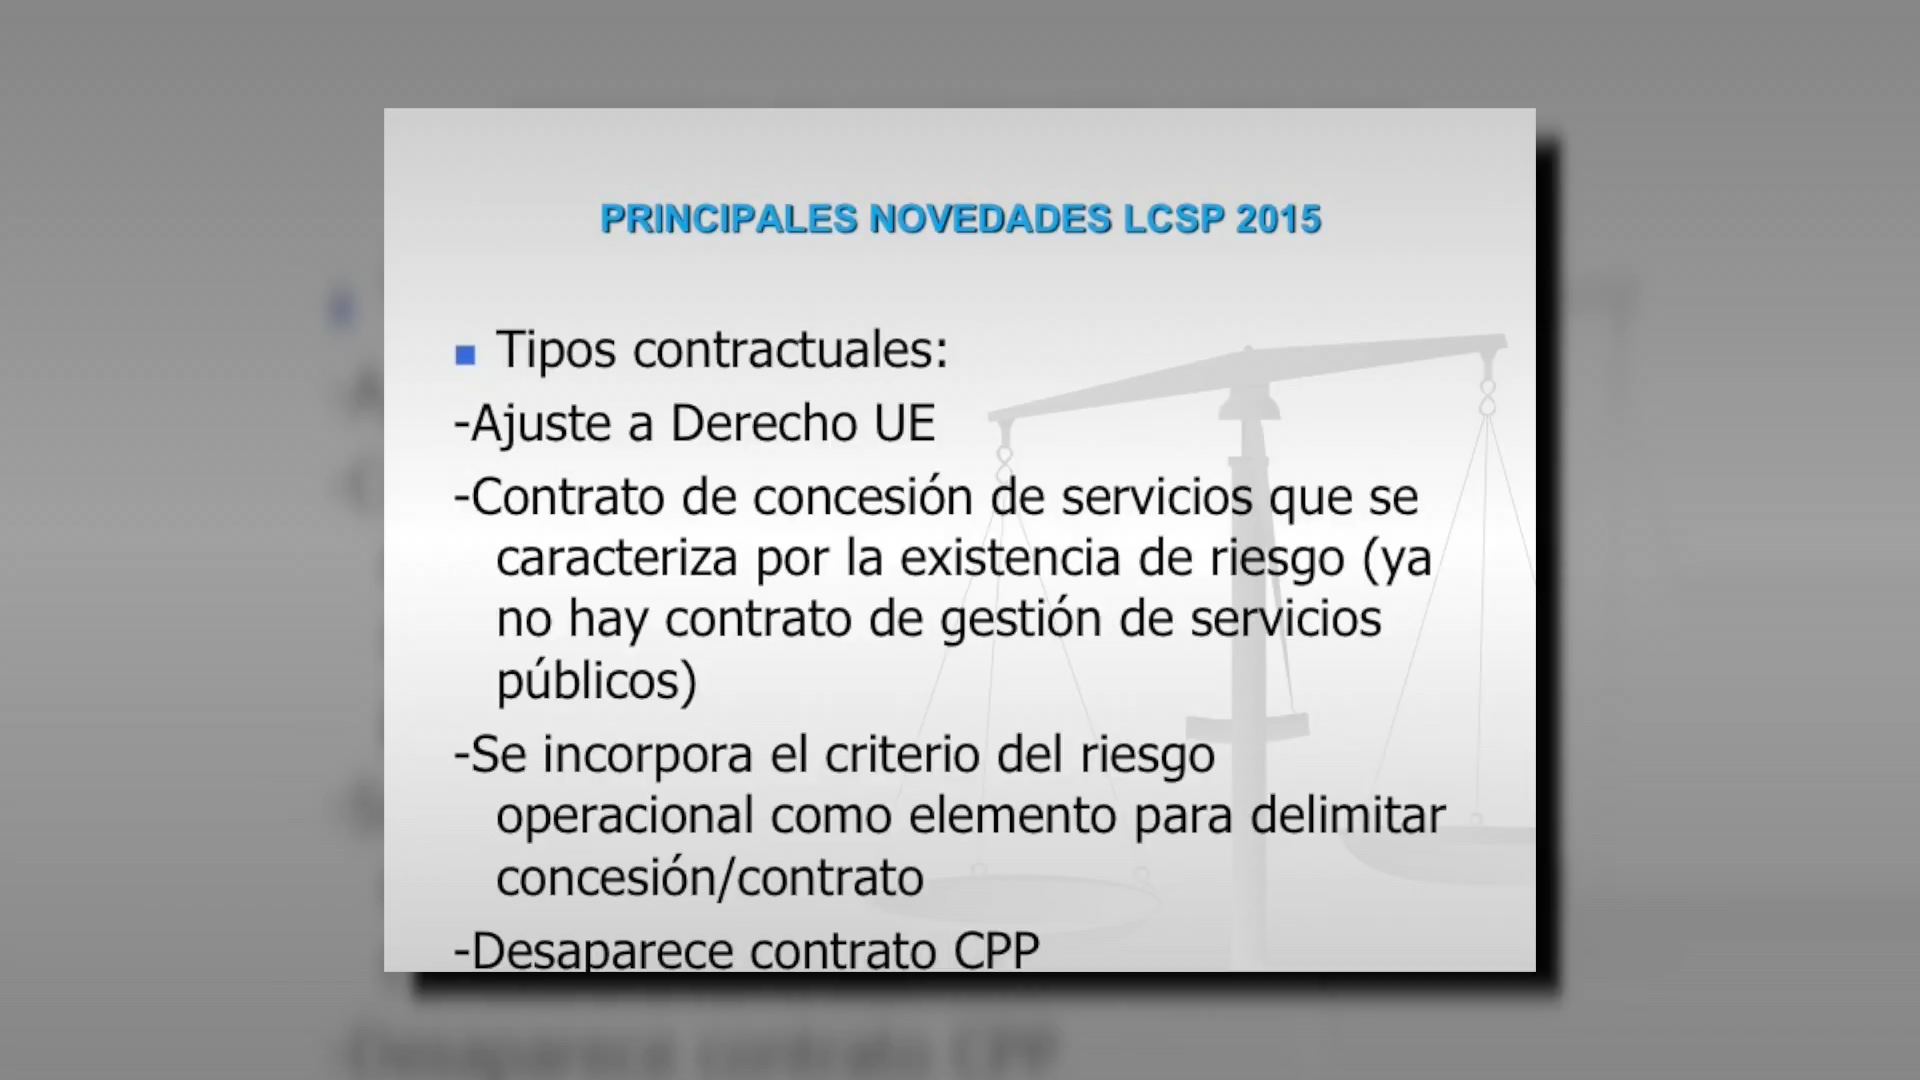 PRINCIPALES NOVEDADES LCSP 2015
■ Tipos contractuales:
-Ajuste a Derecho UE
-Contrato de concesión de servicios que se
caracteriza por la existencia de riesgo (ya
no hay contrato de gestión de servicios
públicos)
-Se incorpora el criterio del riesgo
operacional como elemento para delimitar
concesión/contrato
-Desaparece contrato CPP